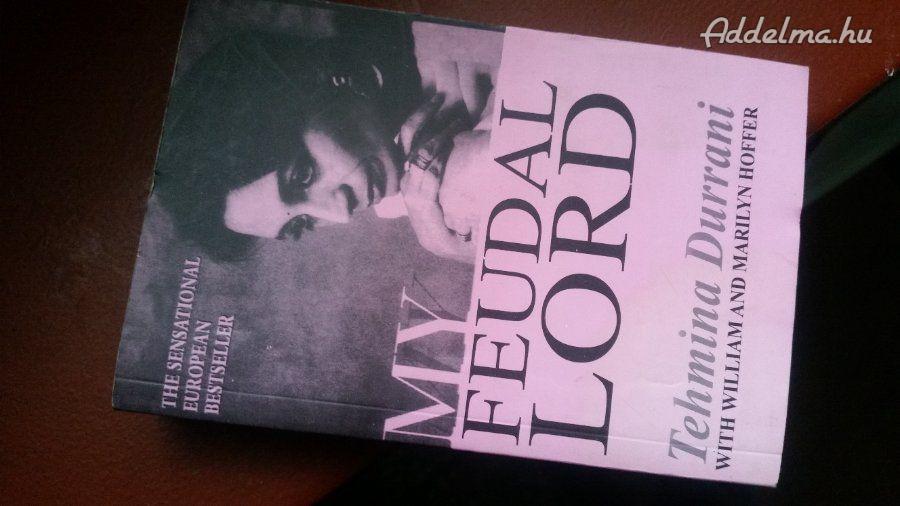 Addelma.hu
THE SENSATIONAL
EUROPEAN
BESTSELLER
MY
FEUDAL
LORD
Tehmina Durrani
WITH WILLIAM AND MARILYN HOFFER